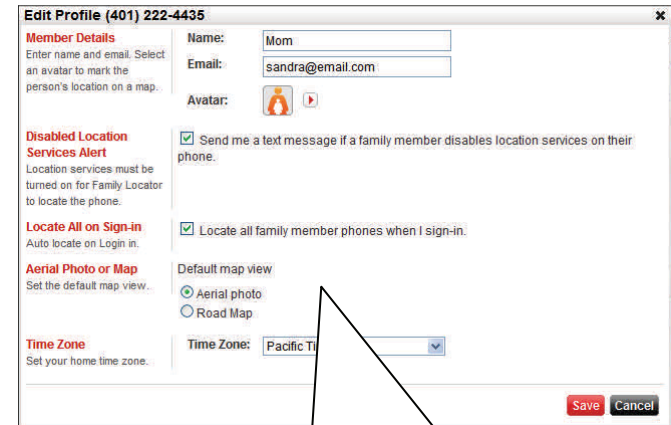 Edit Profile (401) 222-4435
Member Details
Enter name and email. Select
an avatar to mark the
person's location on a map.
Name: Mom
Email: sandra@email.com
Avatar:
Disabled Location
Services Alert
Location services must be
turned on for Family Locator
to locate the phone.
Send me a text message if a family member disables location services on their
phone.
Locate All on Sign-in
Auto locate on Login in.
Locate all family member phones when I sign-in.
Aerial Photo or Map
Set the default map view.
Default map view
Aerial photo
Road Map
Time Zone
Set your home time zone.
Time Zone: Pacific
Save Cancel